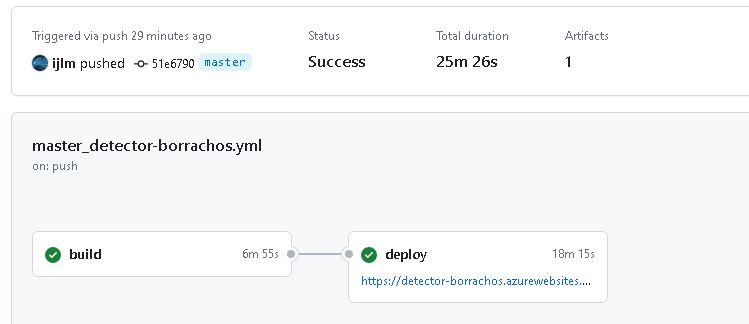 Triggered via push 29 minutes ago
Status
Total duration
Artifacts
ijlm pushed 51e6790 master
Success
25m 26s
1
master_detector-borrachos.yml
on: push
build
6m 55s
deploy
18m 15s
https://detector-borrachos.azurewebsites....